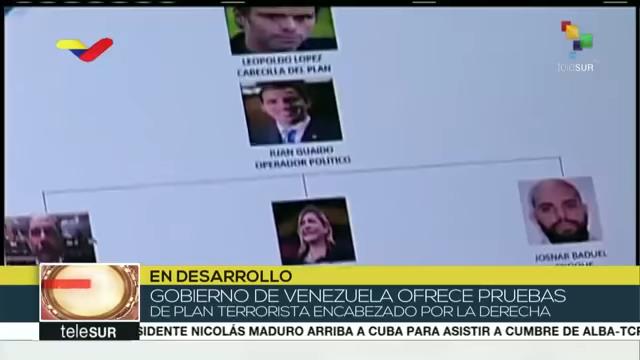 teleSUR
LEOPOLDO LOPEZ
CABECILLA DEL PLAN
JUAN GUAIDO
OPERADOR POLÍTICO
JOSNAR BADUEL
EN DESARROLLO
GOBIERNO DE VENEZUELA OFRECE PRUEBAS
DE PLAN TERRORISTA ENCABEZADO POR LA DERECHA
teleSUR
SIDENTE NICOLÁS MADURO ARRIBA A CUBA PARA ASISTIR A CUMBRE DE ALBA-TCP